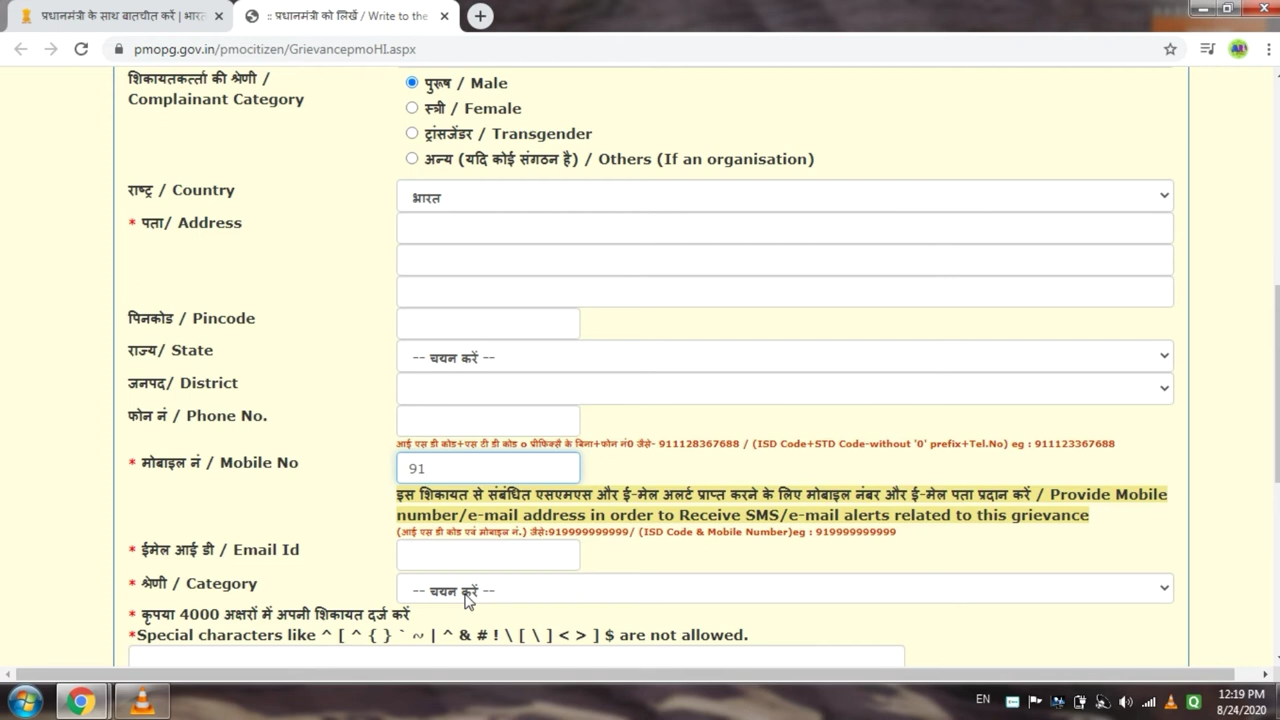 प्रधानमंत्री के साथ बातचीत करें | भार
:: प्रधानमंत्री को लिखें / Write to the
pmopg.gov.in/pmocitizen/GrievancepmoHI.aspx
शिकायतकर्त्ता की श्रेणी /
Complainant Category
पुरूष / Male
स्त्री / Female
ट्रांसजेंडर / Transgender
अन्य (यदि कोई संगठन है) / Others (If an organisation)
राष्ट्र / Country
भारत
* पता/ Address
पिनकोड / Pincode
राज्य/ State
-- चयन करें --
जनपद/ District
फोन नं / Phone No.
आई एस डी कोड+एस टी डी कोड o प्रीफिक्सै के बिना+फोन नं0 जैसे- 911128367688 / (ISD Code+STD Code-without '0' prefix+Tel.No) eg : 911123367688
* मोबाइल नं / Mobile No
91
इस शिकायत से संबंधित एसएमएस और ई-मेल अलर्ट प्राप्त करने के लिए मोबाइल नंबर और ई-मेल पता प्रदान करें / Provide Mobile
number/e-mail address in order to Receive SMS/e-mail alerts related to this grievance
(आई एस डी कोड एवं मोबाइल नं.) जैसे:919999999999/ (ISD Code & Mobile Number)eg : 919999999999
* ईमेल आई डी / Email Id
* श्रेणी / Category
-- चयन करें --
* कृपया 4000 अक्षरों में अपनी शिकायत दर्ज करें
*Special characters like ^ [ ^ { } ` ~ | ^ & # ! \ [ \ ] < > ] $ are not allowed.
EN
12:19 PM
8/24/2020